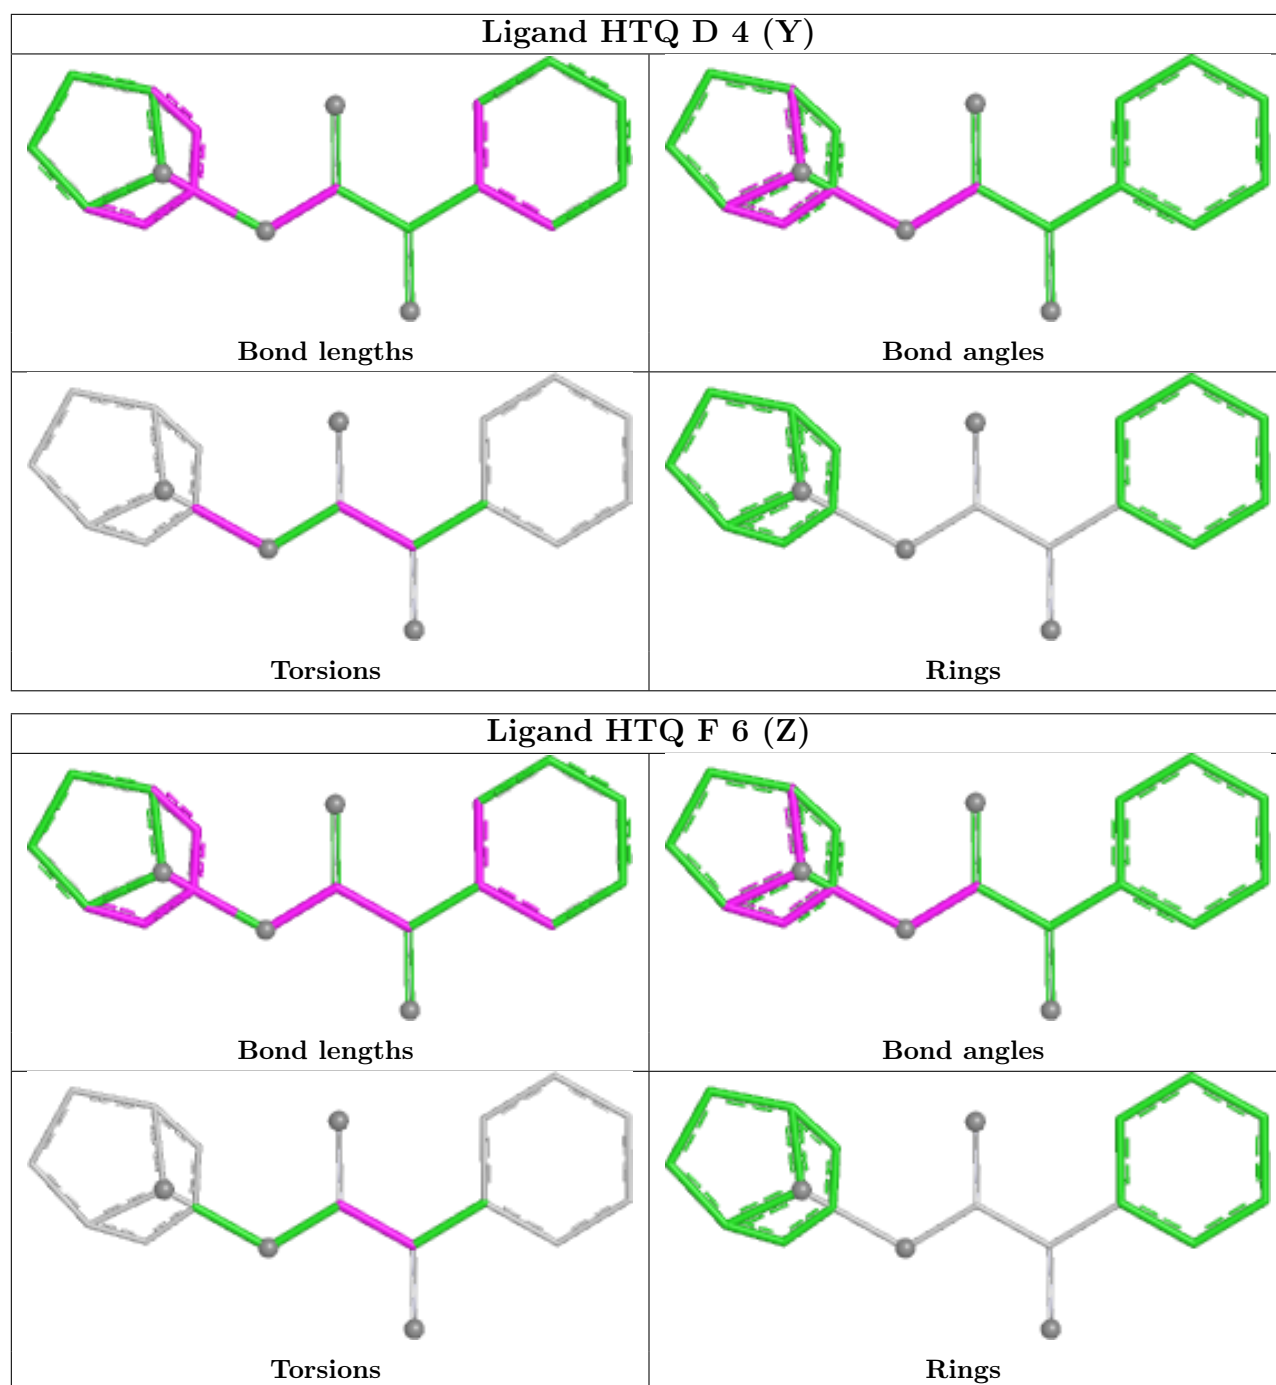 Ligand HTQ D 4 (Y)
Bond lengths
Bond angles
Torsions
Rings
Ligand HTQ F 6 (Z)
Bond lengths
Bond angles
Torsions
Rings